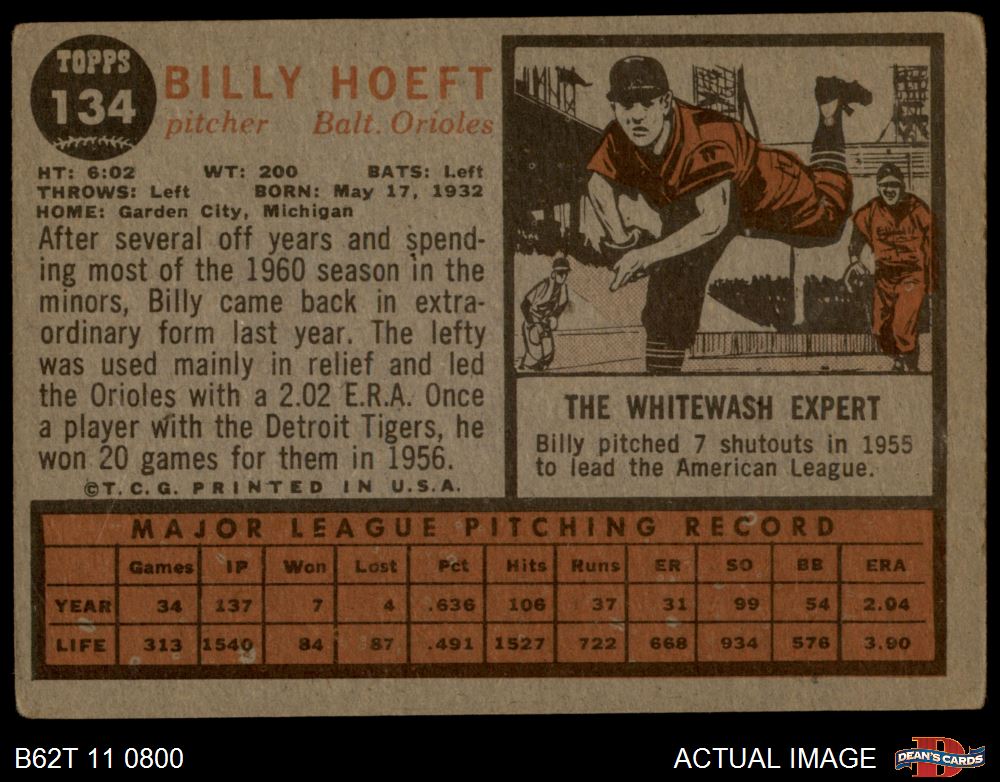 TOPPS
134
BILLY HOEFT
pitcher Balt. Orioles
HT: 6:02 WT: 200 BATS: Left
THROWS: Left BORN: May 17, 1932
HOME: Garden City, Michigan
After several off years and spend-
ing most of the 1960 season in the
minors, Billy came back in extra-
ordinary form last year. The lefty
was used mainly in relief and led
the Orioles with a 2.02 E.R.A. Once
a player with the Detroit Tigers, he
won 20 games for them in 1956.
©T.C.G. PRINTED IN U.S.A.
THE WHITEWASH EXPERT
Billy pitched 7 shutouts in 1955
to lead the American League.
MAJOR LEAGUE PITCHING RECORD
Games IP Won Lost Pct Hits Runs ER SO BB ERA
YEAR 34 137 7 4 .636 106 37 31 99 54 2.04
LIFE 313 1540 84 87 .491 1527 722 668 934 576 3.90
B62T 11 0800
ACTUAL IMAGE
D
DEAN'S CARDS